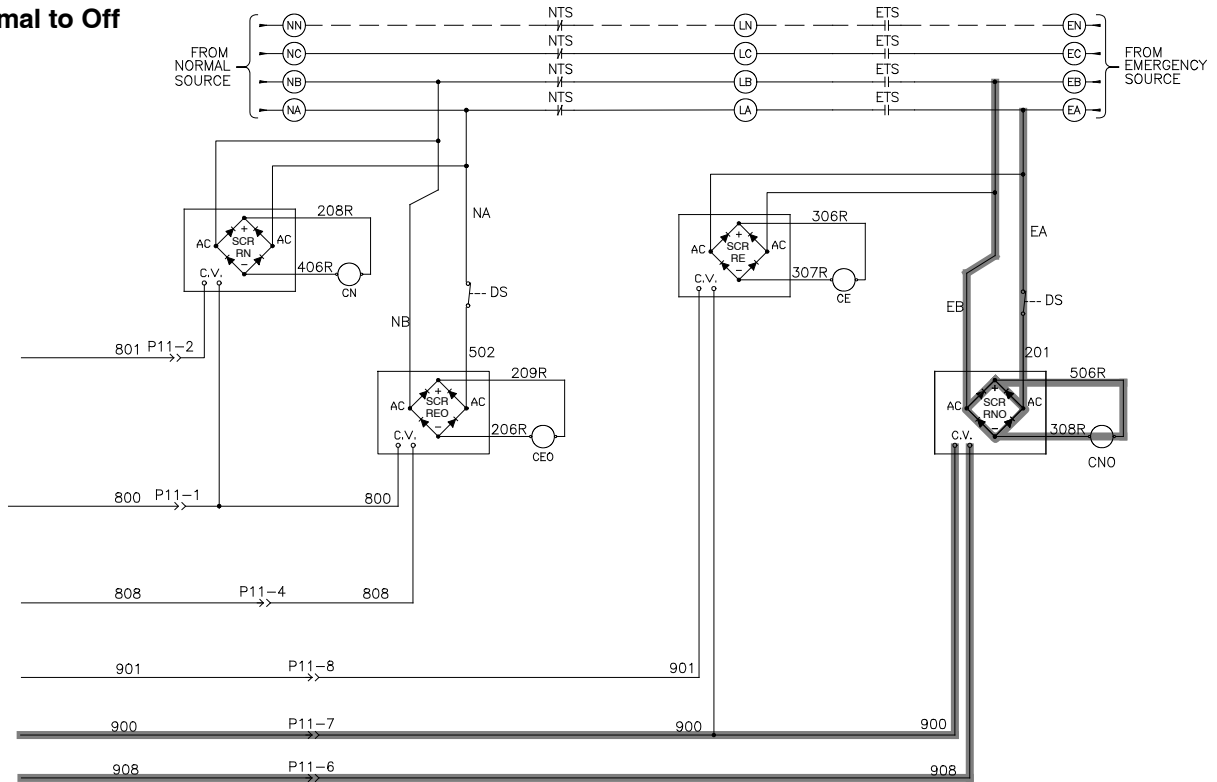 mal to Off
NN NTS LN ETS EN
NC NTS LC ETS EC
NB NTS LB ETS EB
NA NTS LA ETS EA
FROM
NORMAL
SOURCE
FROM
EMERGENCY
SOURCE
208R
AC + SCR RN − AC
406R
CN
C.V.
NA
DS
NB
502
801 P11-2
209R
AC + SCR REO − AC
206R
CEO
C.V.
306R
AC + SCR RE − AC
307R
CE
C.V.
EA
DS
EB
201
506R
AC + SCR RNO − AC
308R
CNO
C.V.
800 P11-1 800
808 P11-4 808
901 P11-8 901
900 P11-7 900 900
908 P11-6 908